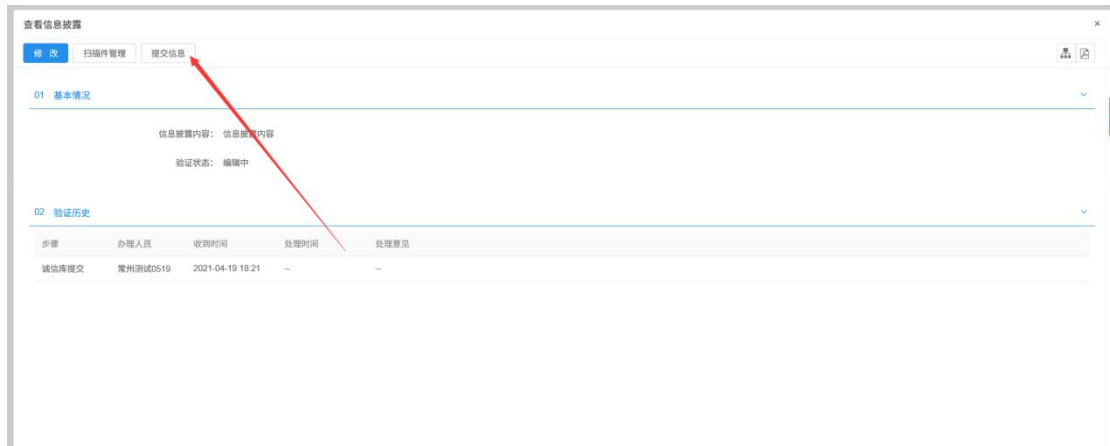 查看信息披露 ×
修 改 扫描件管理 提交信息
01 基本情况
信息披露内容： 信息披露内容
验证状态： 编辑中
02 验证历史
步骤 办理人员 收到时间 处理时间 处理意见
诚信库提交 常州测试0519 2021-04-19 18:21 -- --